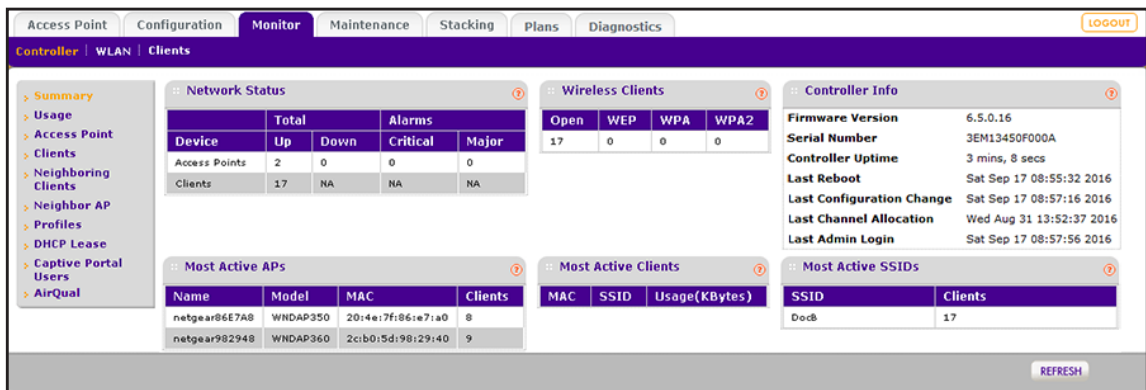 Access Point Configuration Monitor Maintenance Stacking Plans Diagnostics LOGOUT
Controller | WLAN | Clients
Summary
Usage
Access Point
Clients
Neighboring
Clients
Neighbor AP
Profiles
DHCP Lease
Captive Portal
Users
AirQual
Network Status
Total Alarms
Device Up Down Critical Major
Access Points 2 0 0 0
Clients 17 NA NA NA
Wireless Clients
Open WEP WPA WPA2
17 0 0 0
Controller Info
Firmware Version 6.5.0.16
Serial Number 3EM13450F000A
Controller Uptime 3 mins, 8 secs
Last Reboot Sat Sep 17 08:55:32 2016
Last Configuration Change Sat Sep 17 08:57:16 2016
Last Channel Allocation Wed Aug 31 13:52:37 2016
Last Admin Login Sat Sep 17 08:57:56 2016
Most Active APs
Name Model MAC Clients
netgear86E7A8 WNDAP350 20:4e:7f:86:e7:a0 8
netgear982948 WNDAP360 2c:b0:5d:98:29:40 9
Most Active Clients
MAC SSID Usage(KBytes)
Most Active SSIDs
SSID Clients
DocB 17
REFRESH